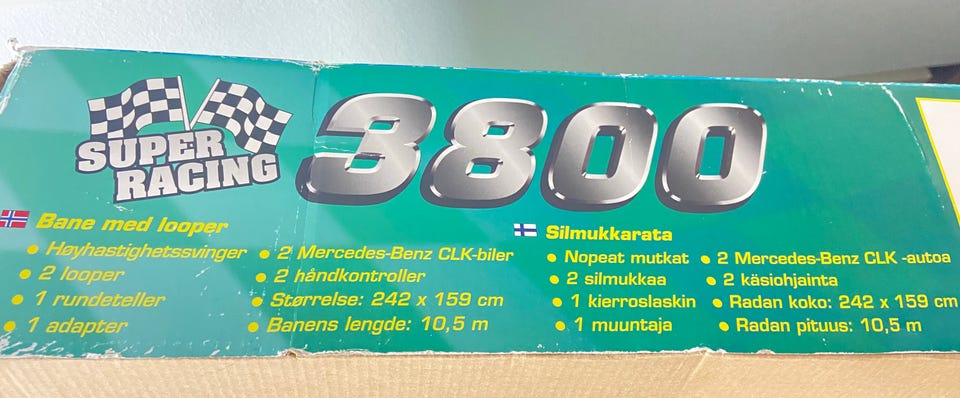 SUPER
RACING
3800
Bane med looper
• Høyhastighetssvinger
• 2 looper
• 1 rundeteller
• 1 adapter
• 2 Mercedes-Benz CLK-biler
• 2 håndkontroller
• Størrelse: 242 x 159 cm
• Banens lengde: 10,5 m
Silmukkarata
• Nopeat mutkat
• 2 silmukkaa
• 1 kierroslaskin
• 1 muuntaja
• 2 Mercedes-Benz CLK -autoa
• 2 käsiohjainta
• Radan koko: 242 x 159 cm
• Radan pituus: 10,5 m